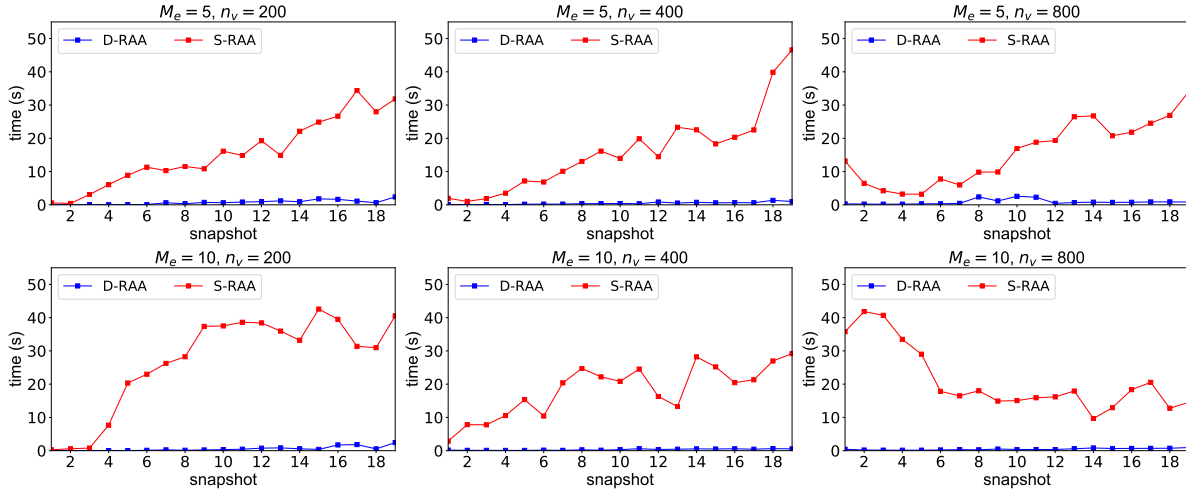 M_e = 5, n_v = 200
D-RAA S-RAA
time (s)
50
40
30
20
10
0
2 4 6 8 10 12 14 16 18
snapshot
M_e = 5, n_v = 400
D-RAA S-RAA
time (s)
50
40
30
20
10
0
2 4 6 8 10 12 14 16 18
snapshot
M_e = 5, n_v = 800
D-RAA S-RAA
time (s)
50
40
30
20
10
0
2 4 6 8 10 12 14 16 18
snapshot
M_e = 10, n_v = 200
D-RAA S-RAA
time (s)
50
40
30
20
10
0
2 4 6 8 10 12 14 16 18
snapshot
M_e = 10, n_v = 400
D-RAA S-RAA
time (s)
50
40
30
20
10
0
2 4 6 8 10 12 14 16 18
snapshot
M_e = 10, n_v = 800
D-RAA S-RAA
time (s)
50
40
30
20
10
0
2 4 6 8 10 12 14 16 18
snapshot